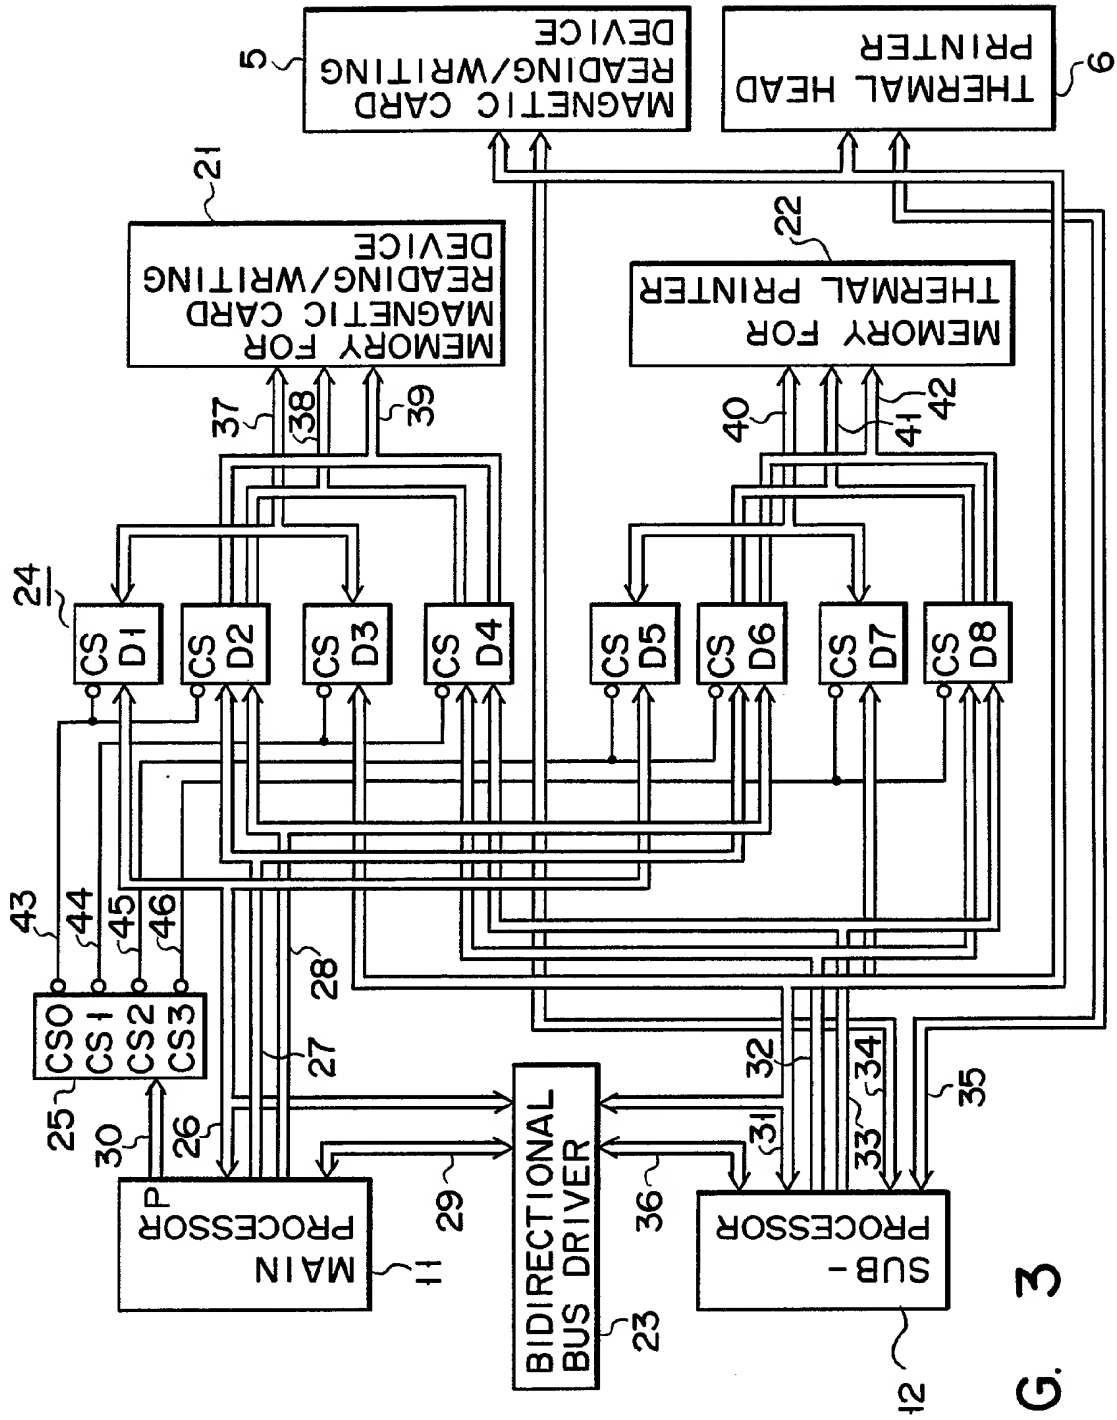 5
MAGNETIC CARD
READING/WRITING
DEVICE
THERMAL HEAD
PRINTER
6
21
MEMORY FOR
MAGNETIC CARD
READING/WRITING
DEVICE
22
MEMORY FOR
THERMAL PRINTER
37
38
39
40
41
42
24
CS
D1
CS
D2
CS
D3
CS
D4
CS
D5
CS
D6
CS
D7
CS
D8
43
44
45
46
CS0
CS1
CS2
CS3
25
30
26
27
28
29
P
MAIN
PROCESSOR
11
BIDIRECTIONAL
BUS DRIVER
23
36
31
32
33
34
35
SUB-
PROCESSOR
12
G. 3